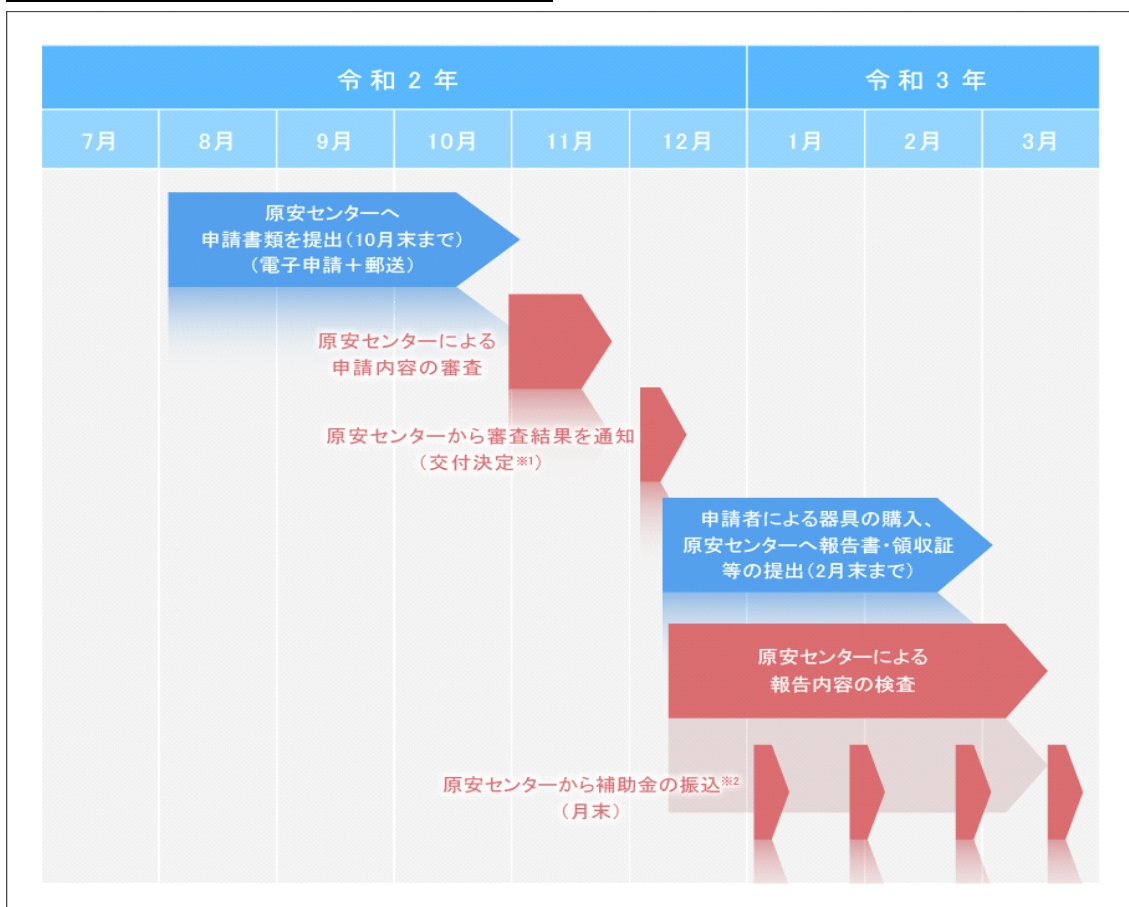 令和2年 令和3年
7月 8月 9月 10月 11月 12月 1月 2月 3月
原安センターへ
申請書類を提出(10月末まで)
(電子申請＋郵送)
原安センターによる
申請内容の審査
原安センターから審査結果を通知
(交付決定※1)
申請者による器具の購入、
原安センターへ報告書・領収証
等の提出(2月末まで)
原安センターによる
報告内容の検査
原安センターから補助金の振込※2
(月末)